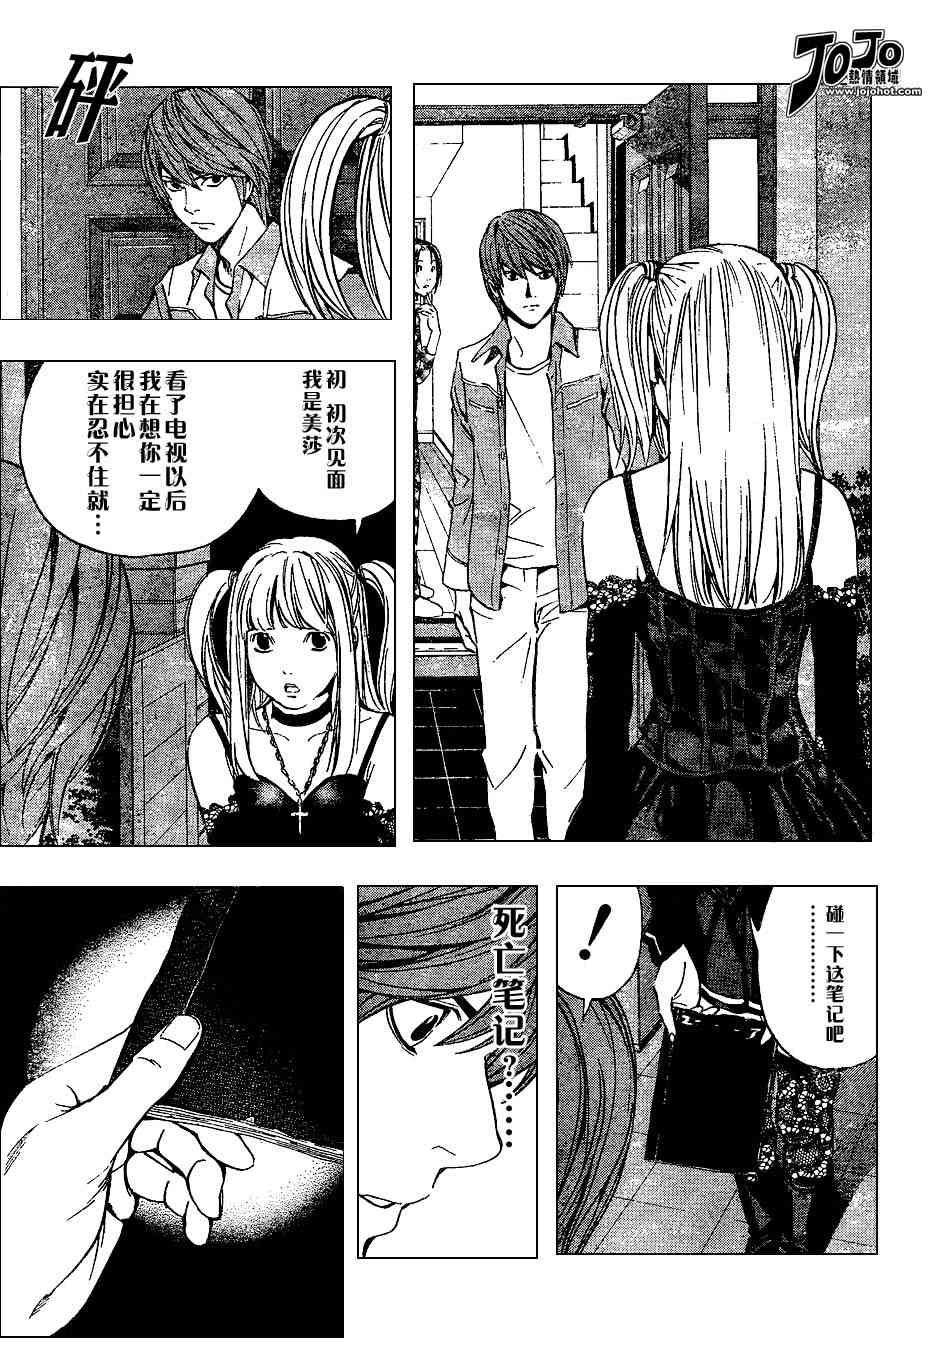 JOJO
熱情領域
www.jojohot.com
砰
初 初次见面
我是美莎
看了电视以后
我在想你一定
很担心
实在忍不住就…
碰一下这笔记吧
……………
！
死亡笔记?……